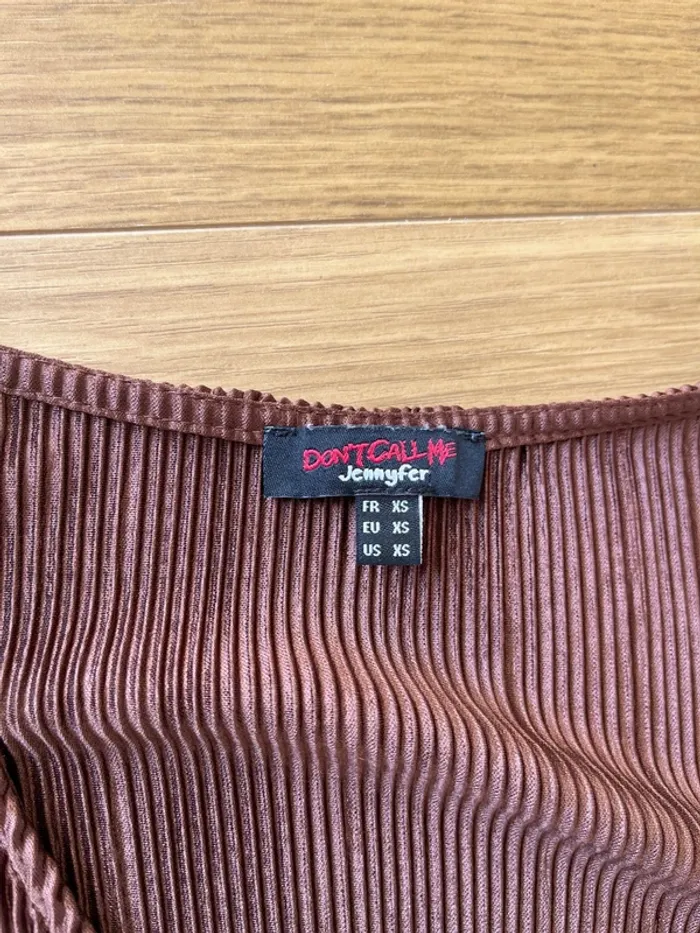 DON'T CALL ME
Jennyfer
FR XS
EU XS
US XS